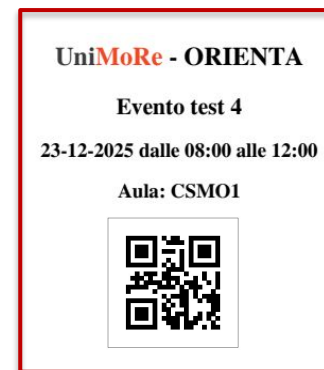 UniMoRe - ORIENTA
Evento test 4
23-12-2025 dalle 08:00 alle 12:00
Aula: CSMO1